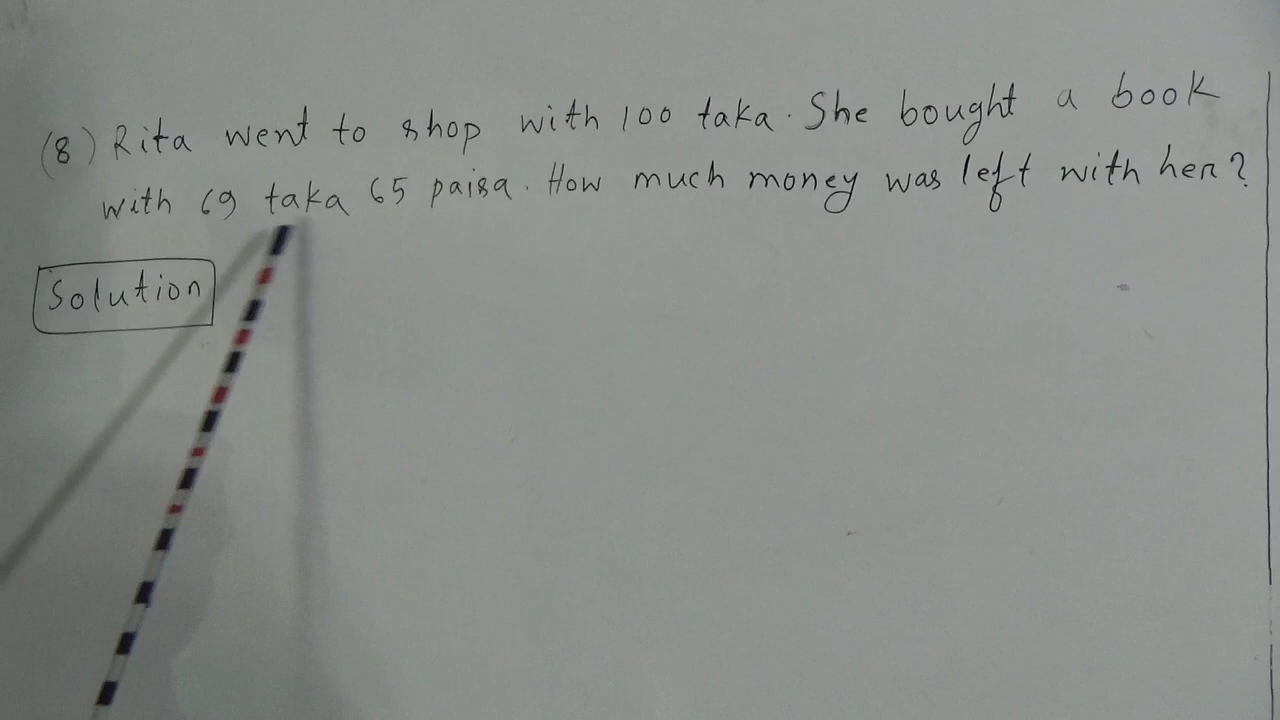 (8) Rita went to shop with 100 taka. She bought a book
with 69 taka 65 paisa. How much money was left with her?
Solution